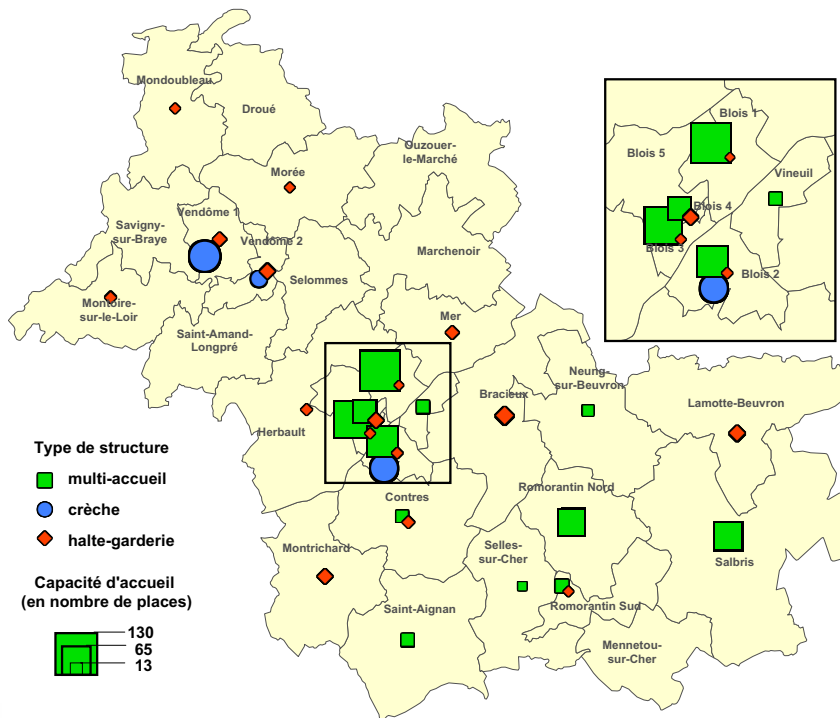 Mondoubleau
Droué
Ouzouer-
le-Marché
Morée
Savigny-
sur-Braye
Vendôme 1
Vendôme 2
Marchenoir
Selommes
Montoire-
sur-le-Loir
Saint-Amand-
Longpré
Mer
Blois 1
Blois 5
Vineuil
Blois 4
Blois 3
Blois 2
Neung-
sur-Beuvron
Bracieux
Lamotte-Beuvron
Herbault
Type de structure
multi-accueil
crèche
halte-garderie
Capacité d'accueil
(en nombre de places)
130
65
13
Contres
Romorantin Nord
Montrichard
Selles-
sur-Cher
Salbris
Saint-Aignan
Romorantin Sud
Mennetou-
sur-Cher